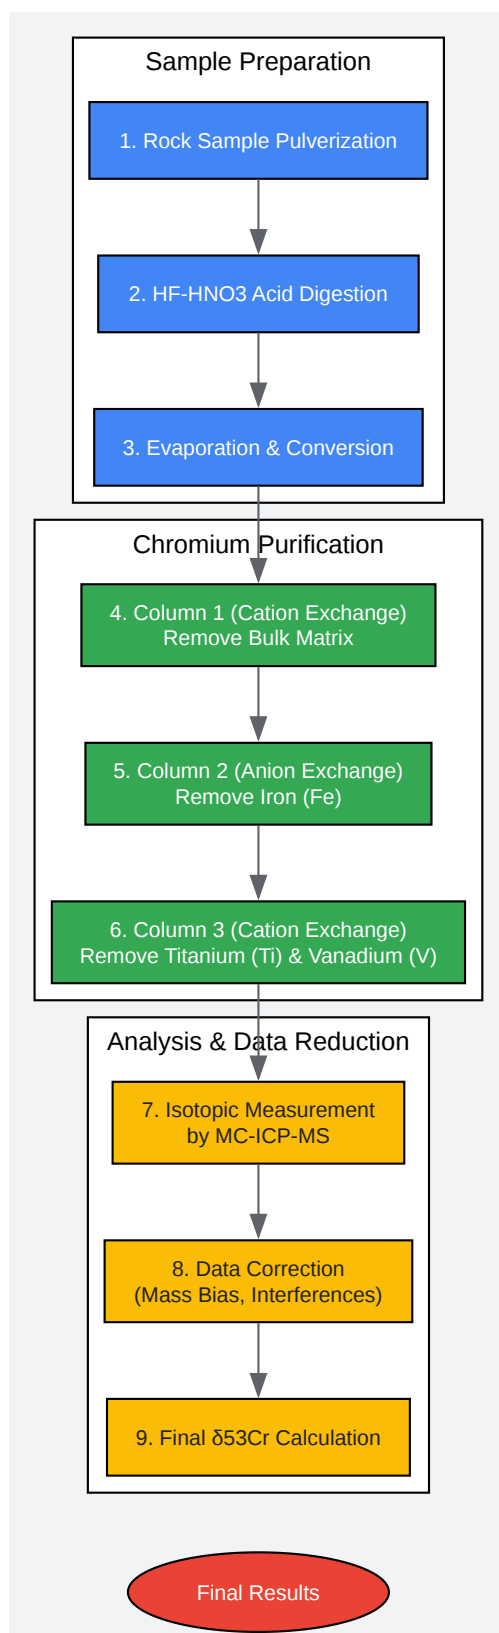 Sample Preparation
1. Rock Sample Pulverization
2. HF-HNO3 Acid Digestion
3. Evaporation & Conversion
Chromium Purification
4. Column 1 (Cation Exchange)
Remove Bulk Matrix
5. Column 2 (Anion Exchange)
Remove Iron (Fe)
6. Column 3 (Cation Exchange)
Remove Titanium (Ti) & Vanadium (V)
Analysis & Data Reduction
7. Isotopic Measurement
by MC-ICP-MS
8. Data Correction
(Mass Bias, Interferences)
9. Final δ53Cr Calculation
Final Results